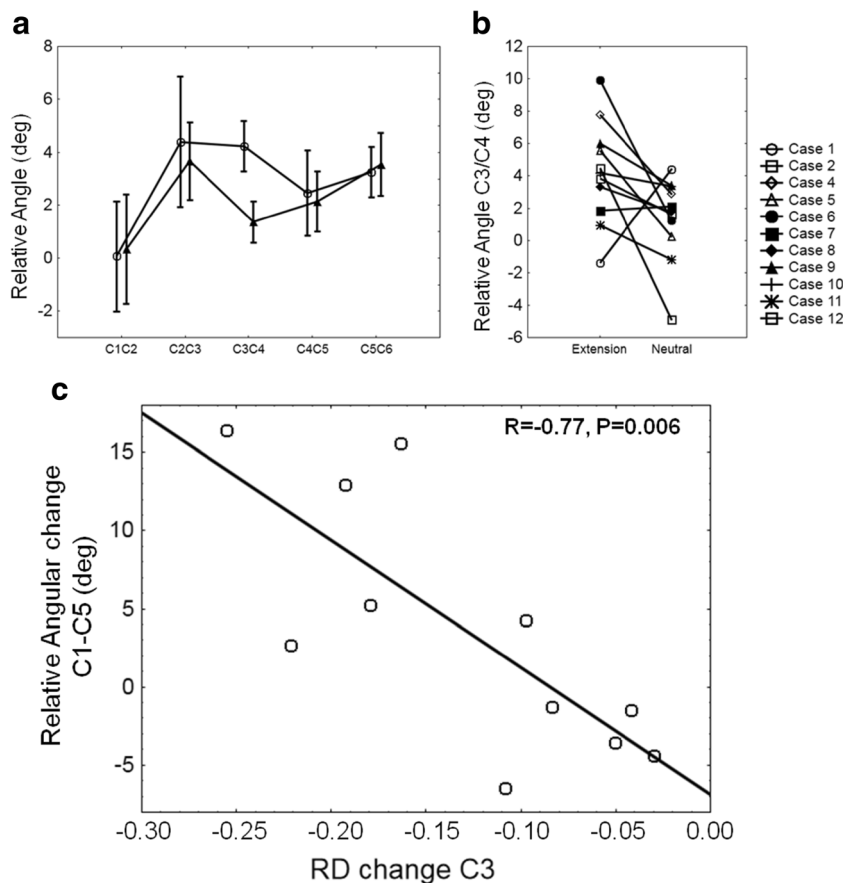 a
Relative Angle (deg)
8
6
4
2
0
-2
C1C2 C2C3 C3C4 C4C5 C5C6
b
Relative Angle C3/C4 (deg)
12
10
8
6
4
2
0
-2
-4
-6
Extension Neutral
Case 1
Case 2
Case 4
Case 5
Case 6
Case 7
Case 8
Case 9
Case 10
Case 11
Case 12
c
R=-0.77, P=0.006
Relative Angular change
C1-C5 (deg)
15
10
5
0
-5
-0.30 -0.25 -0.20 -0.15 -0.10 -0.05 0.00
RD change C3